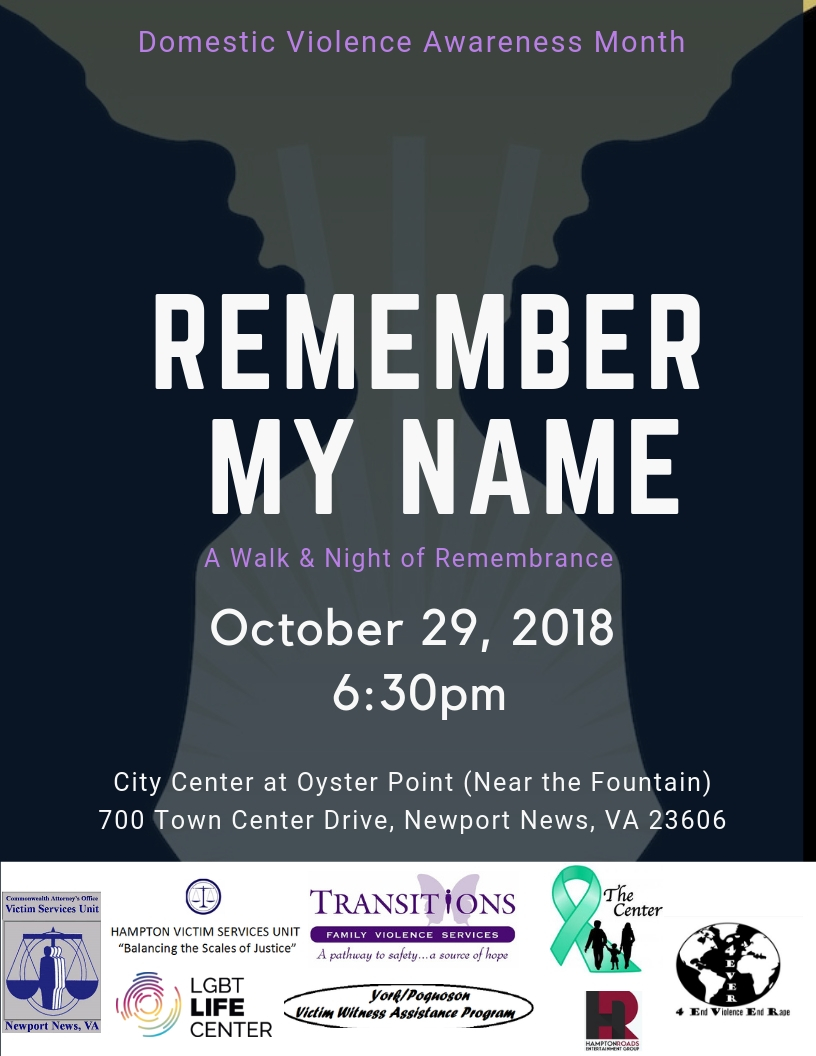 Domestic Violence Awareness Month
REMEMBER
MY NAME
A Walk & Night of Remembrance
October 29, 2018
6:30pm
City Center at Oyster Point (Near the Fountain)
700 Town Center Drive, Newport News, VA 23606
Commonwealth Attorney's Office
Victim Services Unit
Newport News, VA
HAMPTON VICTIM SERVICES UNIT
“Balancing the Scales of Justice”
LGBT
LIFE
CENTER
TRANSITIONS
FAMILY VIOLENCE SERVICES
A pathway to safety...a source of hope
York/Poquoson
Victim Witness Assistance Program
The
Center
HR
HAMPTONROADS
ENTERTAINMENT GROUP
4EVER
4 End Violence End Rape